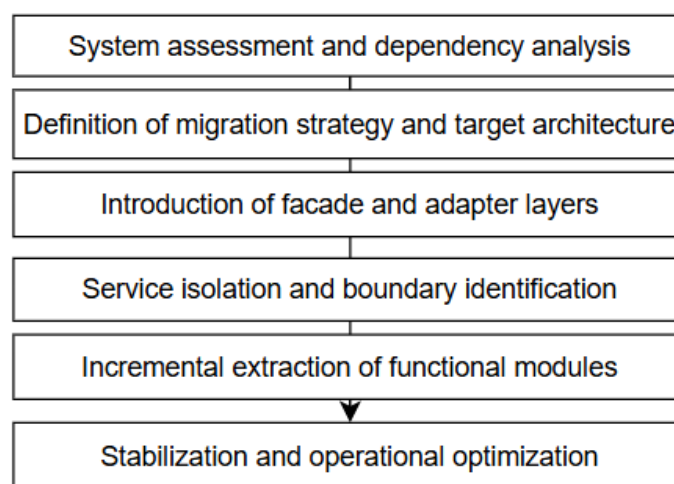 System assessment and dependency analysis
Definition of migration strategy and target architecture
Introduction of facade and adapter layers
Service isolation and boundary identification
Incremental extraction of functional modules
Stabilization and operational optimization